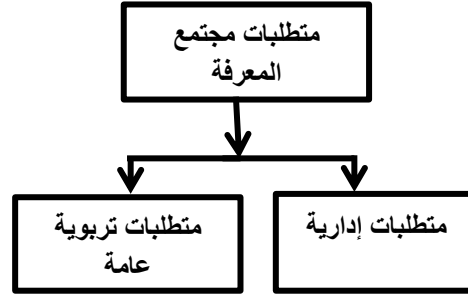 متطلبات مجتمع
المعرفة
متطلبات إدارية
متطلبات تربوية
عامة